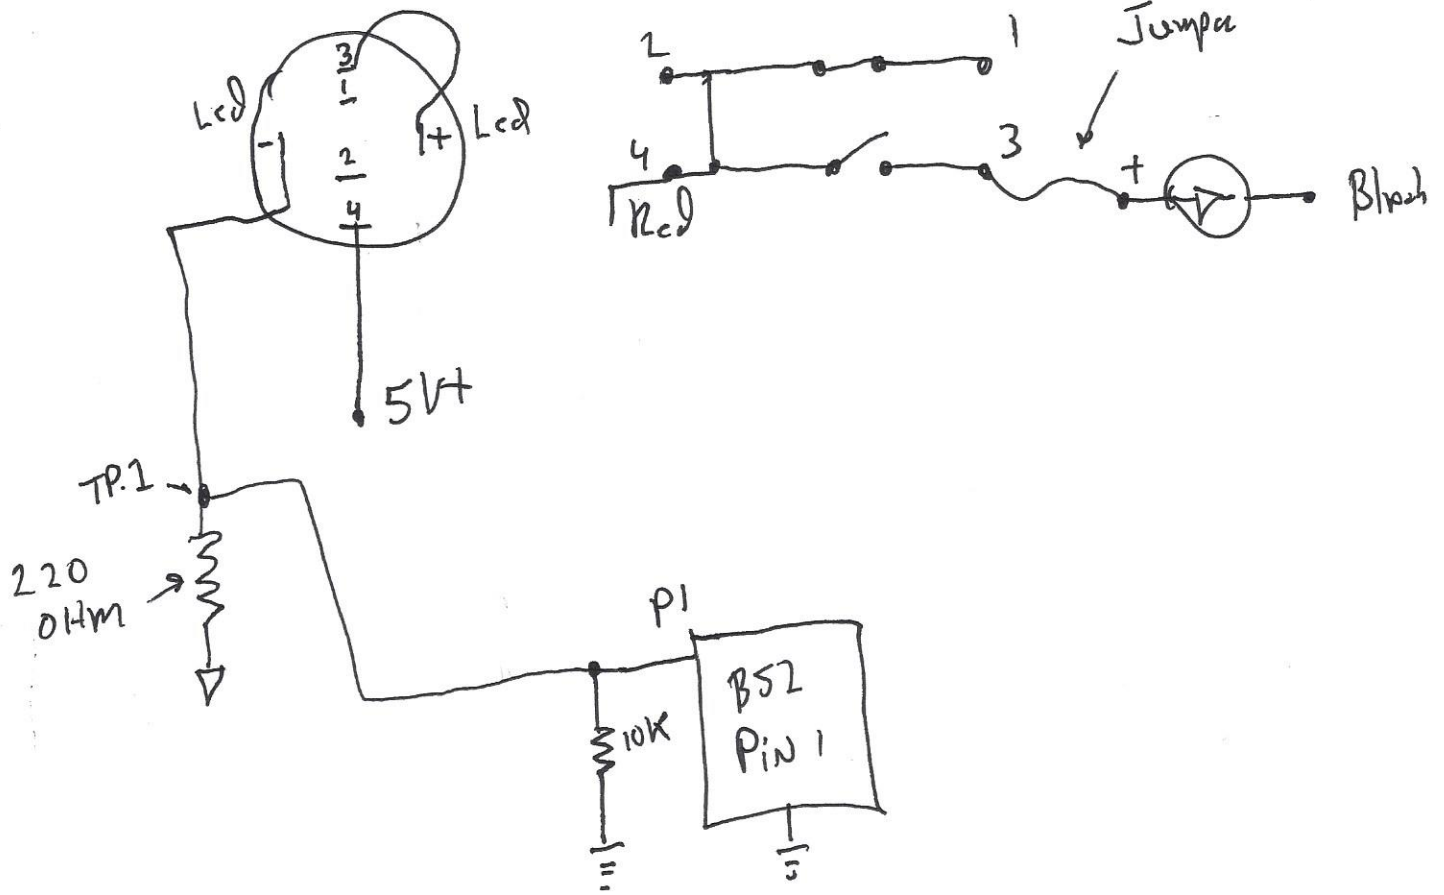 3
1
Led
-
2
4
+
Led
5V+
TP.1
220
OHM
P1
BS2
PiN 1
10K
2
1
Jumper
4
3
+
Red
Black